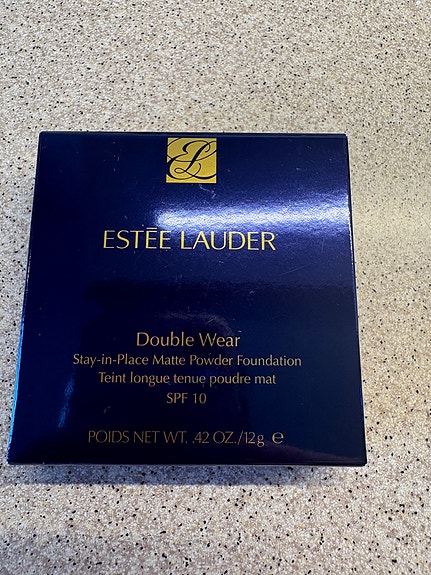 EL
ESTĒE LAUDER
Double Wear
Stay-in-Place Matte Powder Foundation
Teint longue tenue poudre mat
SPF 10
POIDS NET WT. .42 OZ./12g ℮